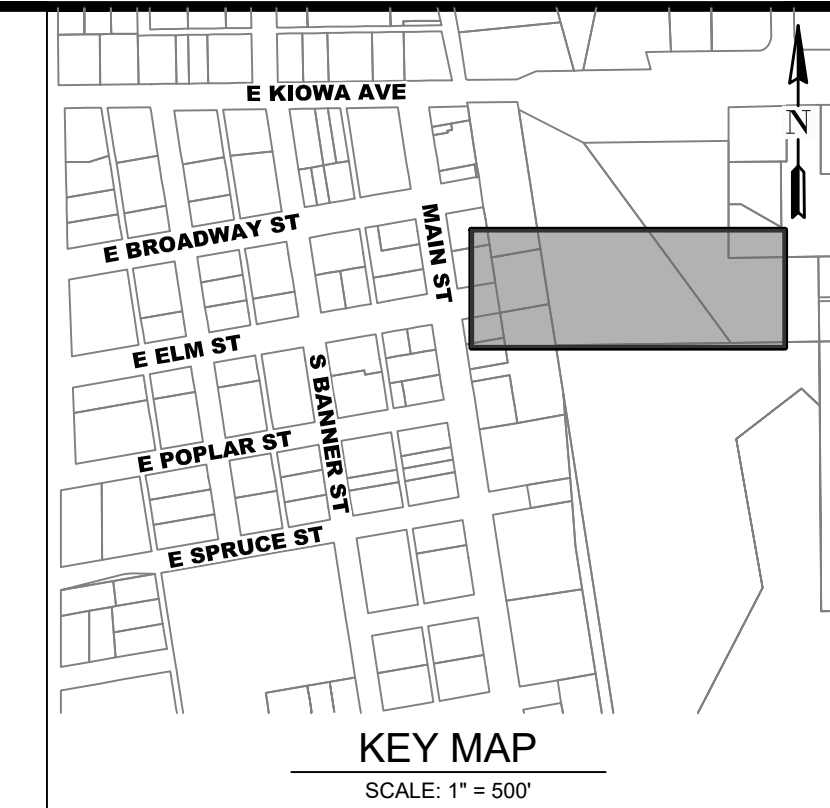 E KIOWA AVE
N
E BROADWAY ST
MAIN ST
E ELM ST
S BANNER ST
E POPLAR ST
E SPRUCE ST
KEY MAP
SCALE: 1" = 500'